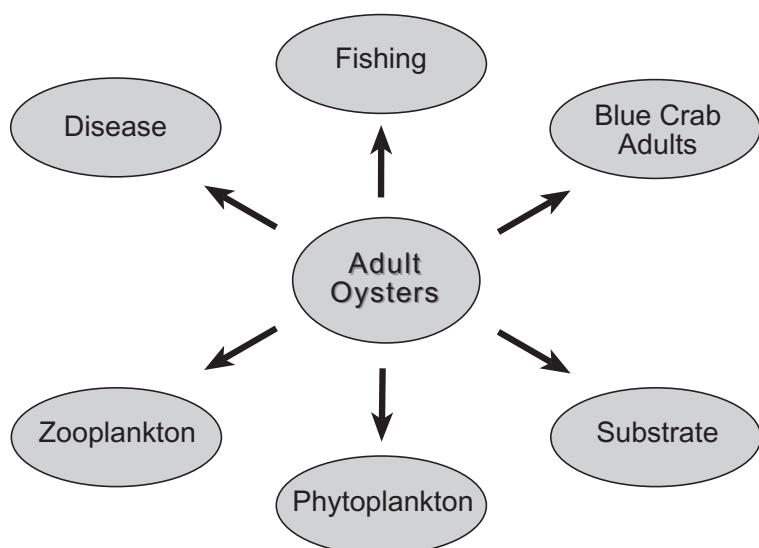 Fishing
Disease
Blue Crab
Adults
Adult
Oysters
Zooplankton
Substrate
Phytoplankton